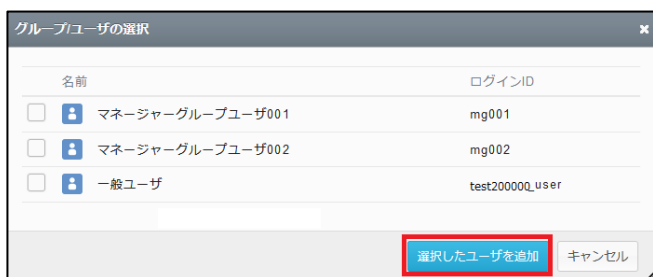 グループ/ユーザの選択 ×
名前 ログインID
マネージャーグループユーザ001 mg001
マネージャーグループユーザ002 mg002
一般ユーザ test200000_user
選択したユーザを追加 キャンセル